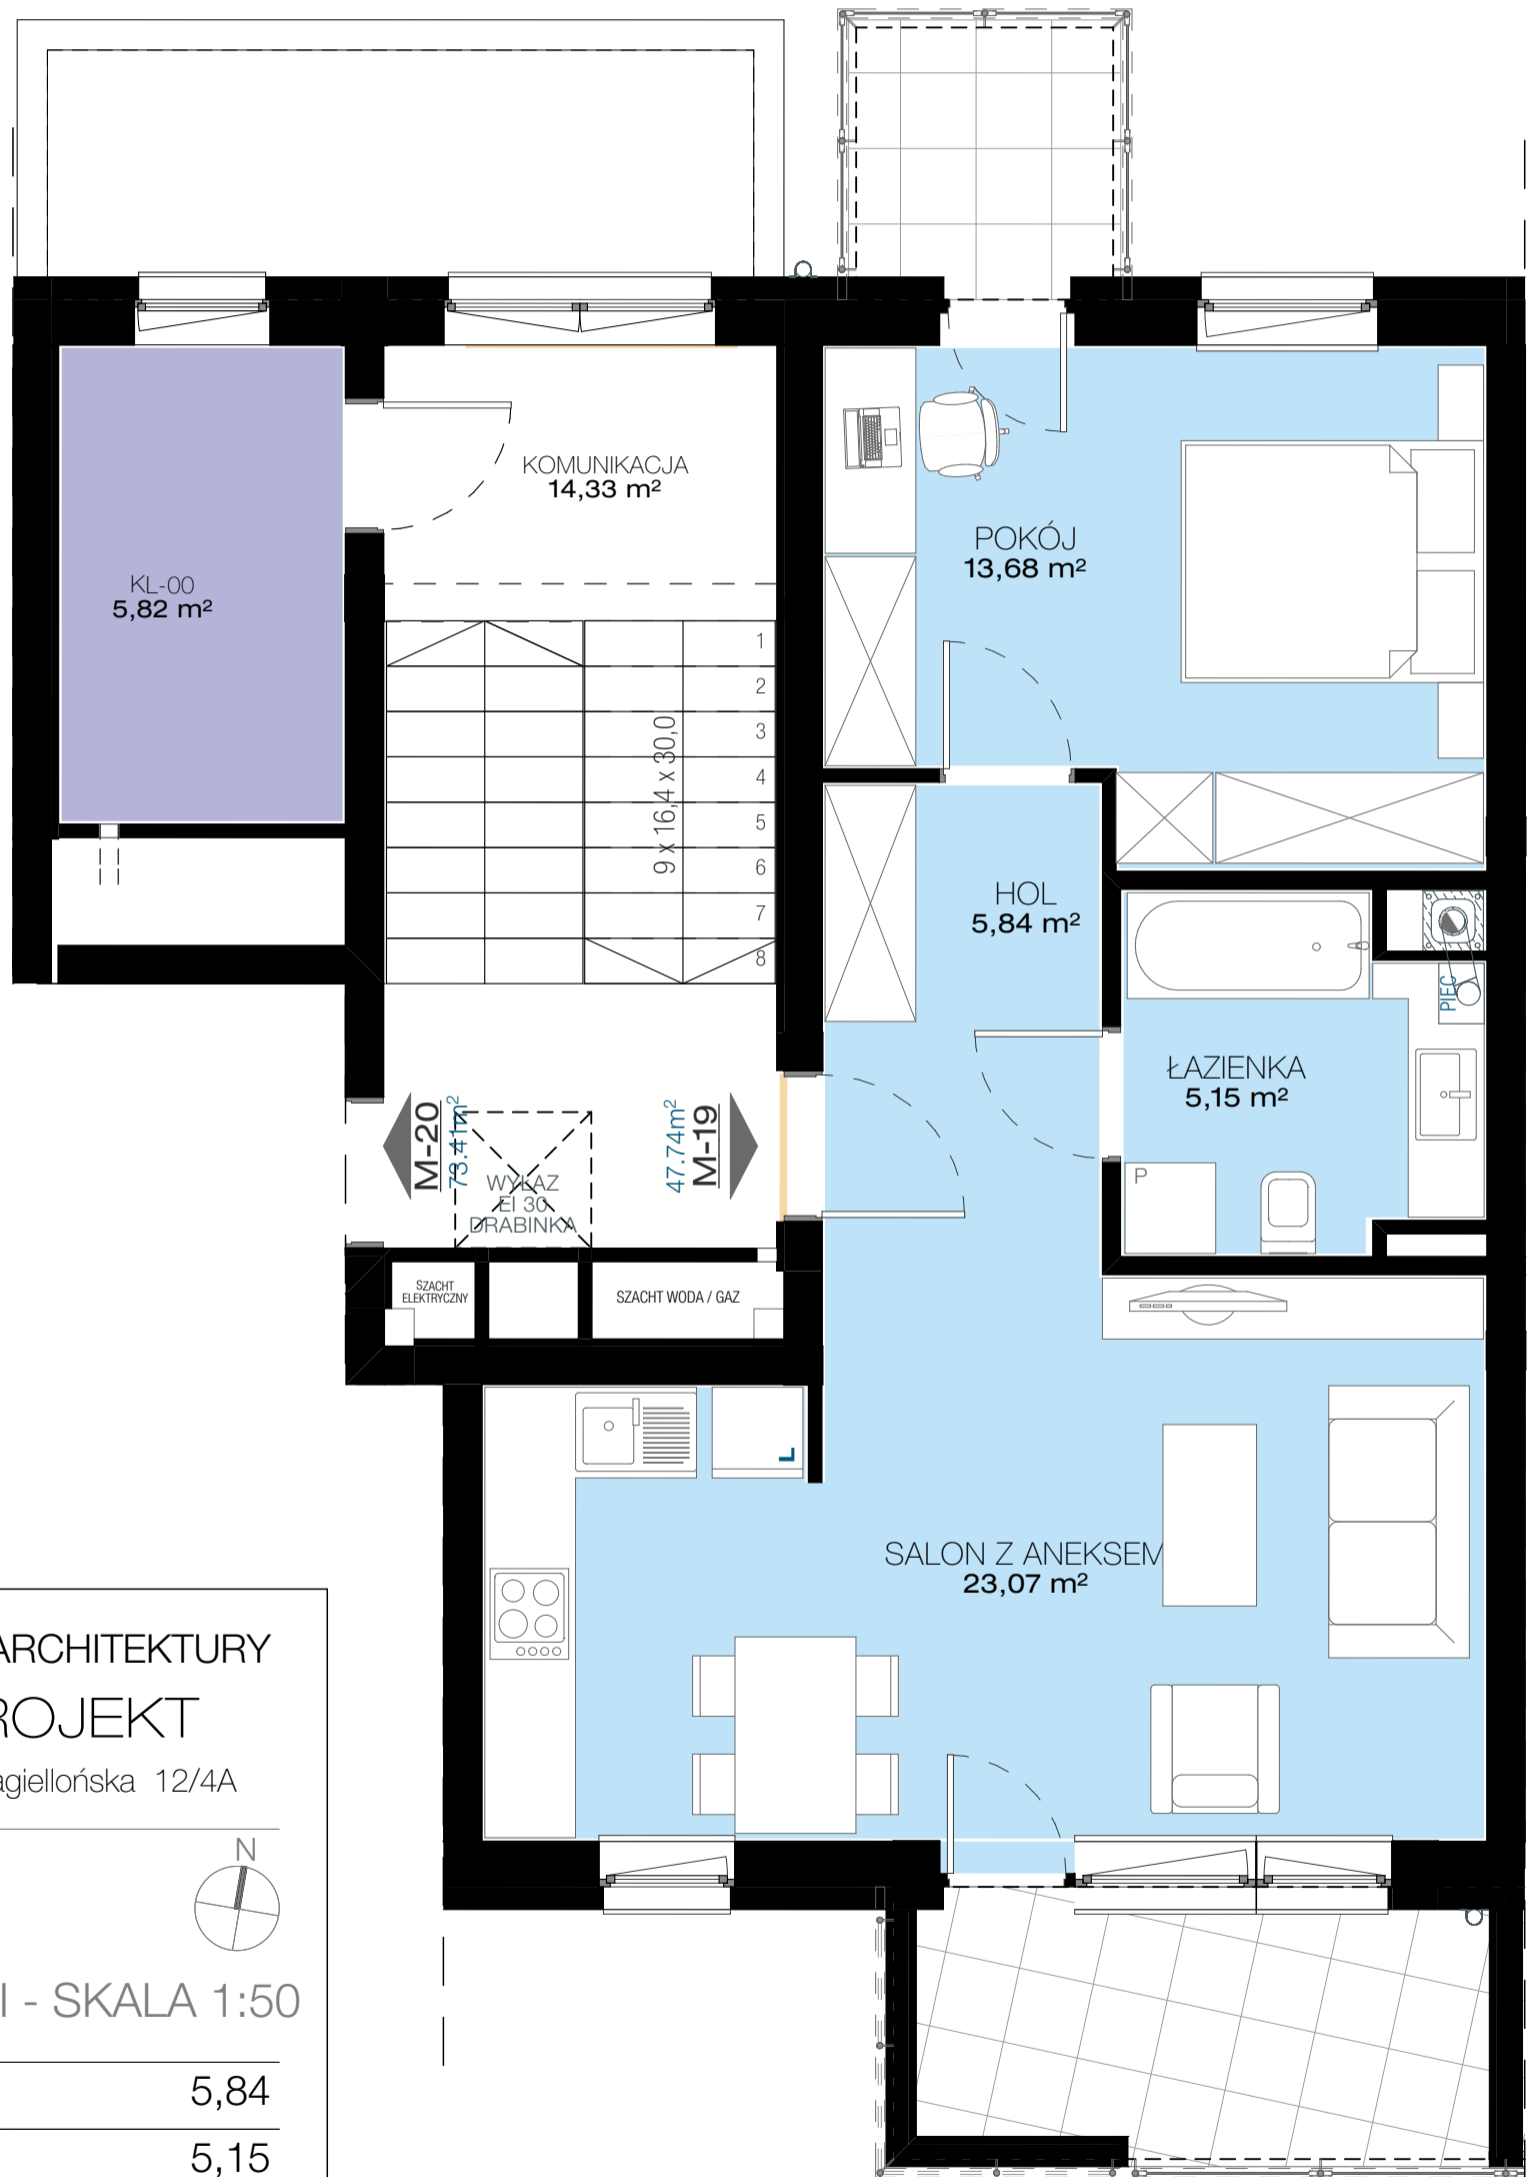 KOMUNIKACJA
14,33 m²
KL-00
5,82 m²
POKÓJ
13,68 m²
1
2
3
4
5
6
7
8
9 x 16,4 x 30,0
HOL
5,84 m²
PIEC
ŁAZIENKA
5,15 m²
P
M-20
73.41m²
47.74m²
M-19
WYŁAZ
EI 30
DRABINKA
SZACHT
ELEKTRYCZNY
SZACHT WODA / GAZ
L
SALON Z ANEKSEM
23,07 m²
ARCHITEKTURY
ROJEKT
agiellońska 12/4A
N
I - SKALA 1:50
5,84
5,15